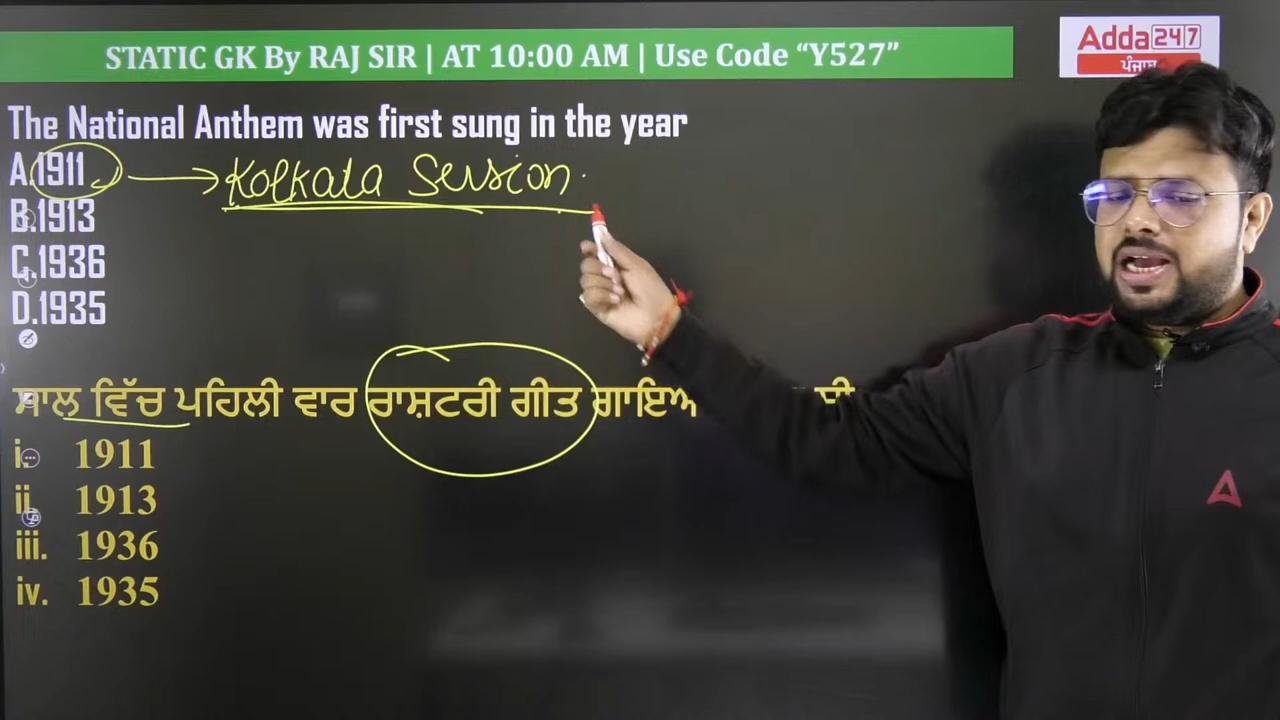 STATIC GK By RAJ SIR | AT 10:00 AM | Use Code “Y527”
Adda247
ਪੰਜਾਬ
The National Anthem was first sung in the year
A.1911 Kolkata Session.
B.1913
C.1936
D.1935
ਸਾਲ ਵਿੱਚ ਪਹਿਲੀ ਵਾਰ ਰਾਸ਼ਟਰੀ ਗੀਤ
i. 1911
ii. 1913
iii. 1936
iv. 1935